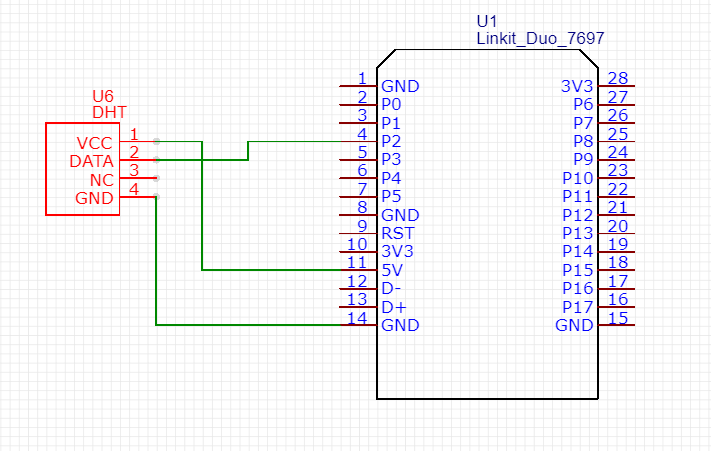 U1
Linkit_Duo_7697
U6
DHT
VCC 1
DATA 2
NC 3
GND 4
1 GND 3V3 28
2 P0 P6 27
3 P1 P7 26
4 P2 P8 25
5 P3 P9 24
6 P4 P10 23
7 P5 P11 22
8 GND P12 21
9 RST P13 20
10 3V3 P14 19
11 5V P15 18
12 D- P16 17
13 D+ P17 16
14 GND GND 15